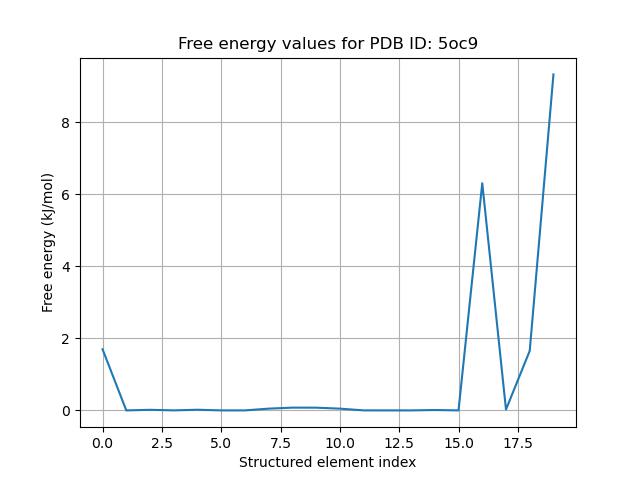 Free energy values for PDB ID: 5oc9
8
6
4
2
0
Free energy (kJ/mol)
0.0 2.5 5.0 7.5 10.0 12.5 15.0 17.5
Structured element index